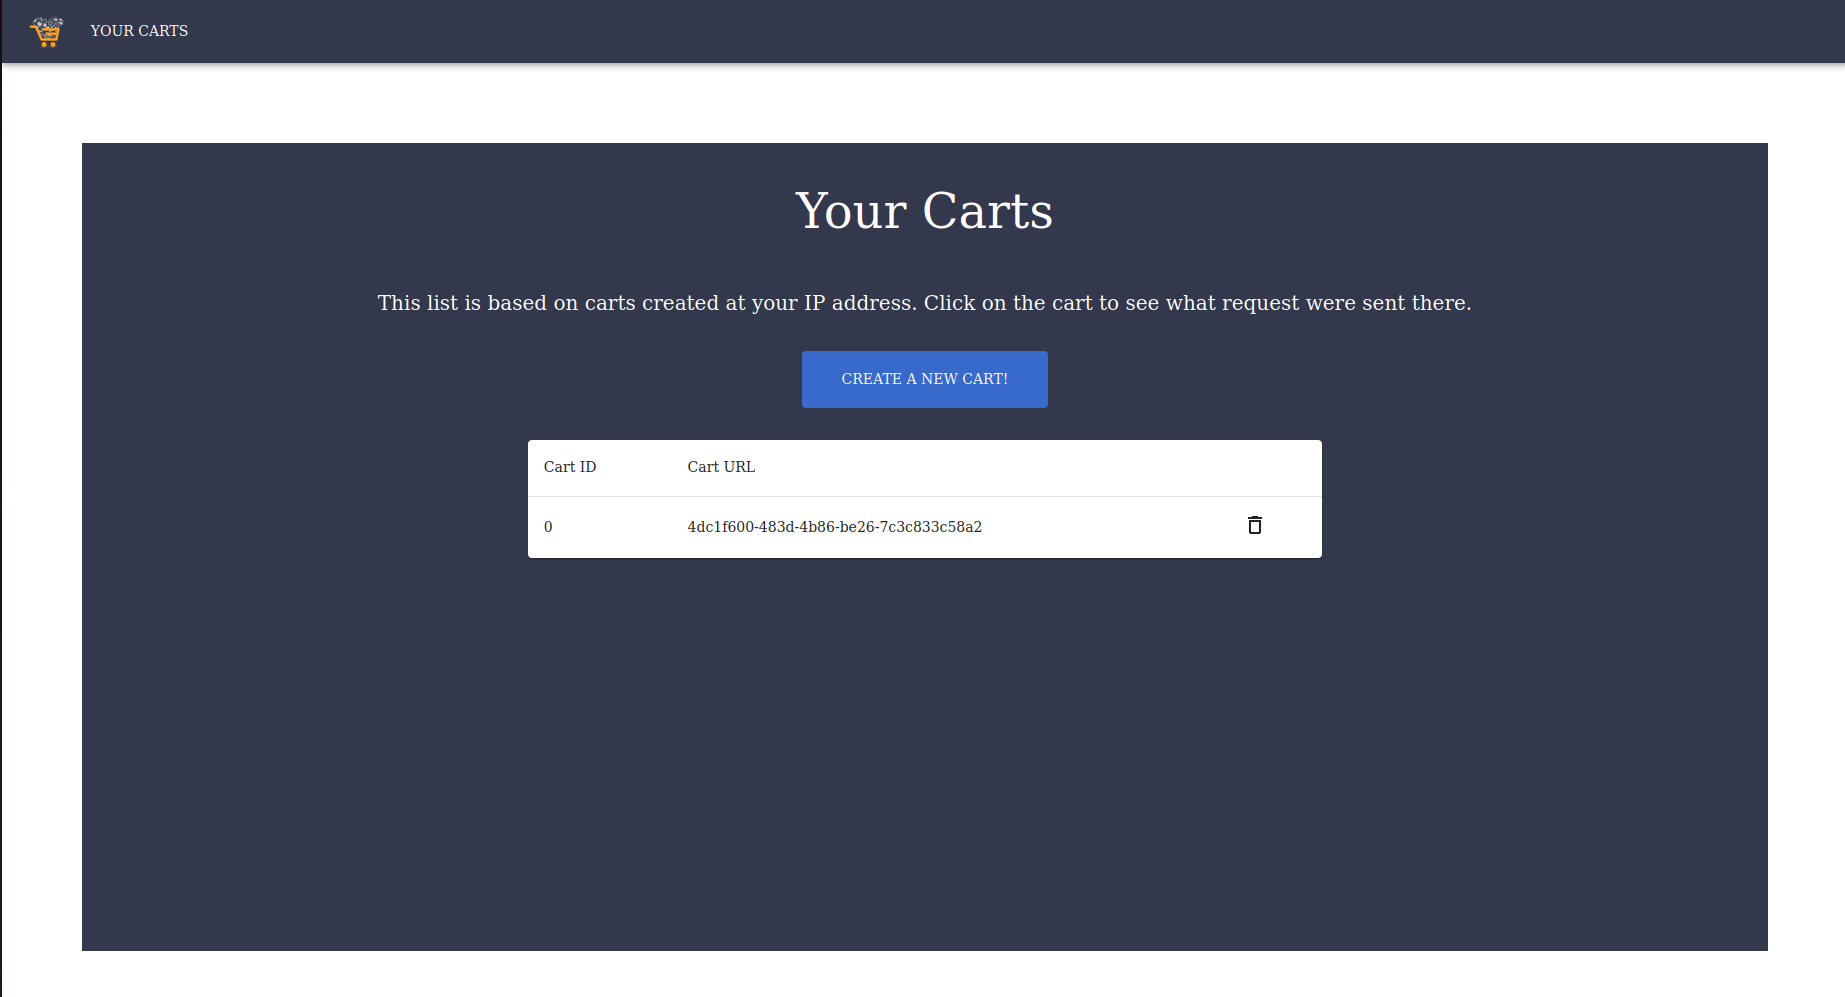 YOUR CARTS
Your Carts
This list is based on carts created at your IP address. Click on the cart to see what request were sent there.
CREATE A NEW CART!
Cart ID Cart URL
0 4dc1f600-483d-4b86-be26-7c3c833c58a2